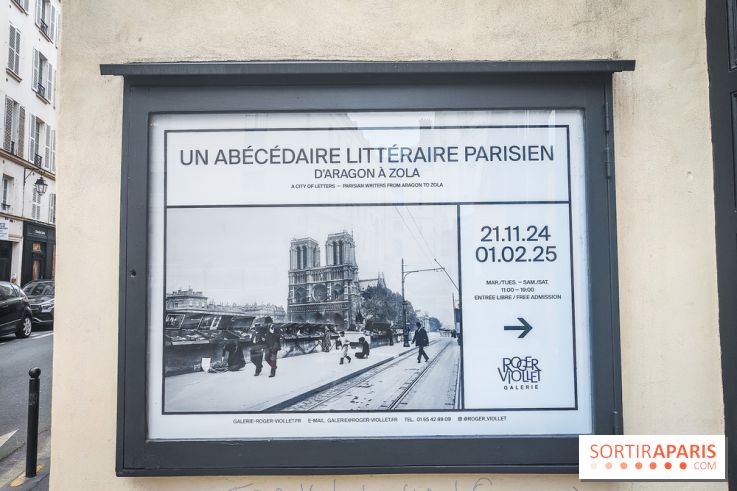 UN ABÉCÉDAIRE LITTÉRAIRE PARISIEN
D'ARAGON À ZOLA
A CITY OF LETTERS – PARISIAN WRITERS FROM ARAGON TO ZOLA
21.11.24
01.02.25
MAR./TUES. – SAM./SAT.
11:00 – 19:00
ENTRÉE LIBRE / FREE ADMISSION
ROGER
VIOLLET
GALERIE
GALERIE-ROGER-VIOLLET.FR E-MAIL. GALERIE@ROGER-VIOLLET.FR TEL. 01 55 42 89 09 @ROGER_VIOLLET
SORTIRAPARIS
.COM